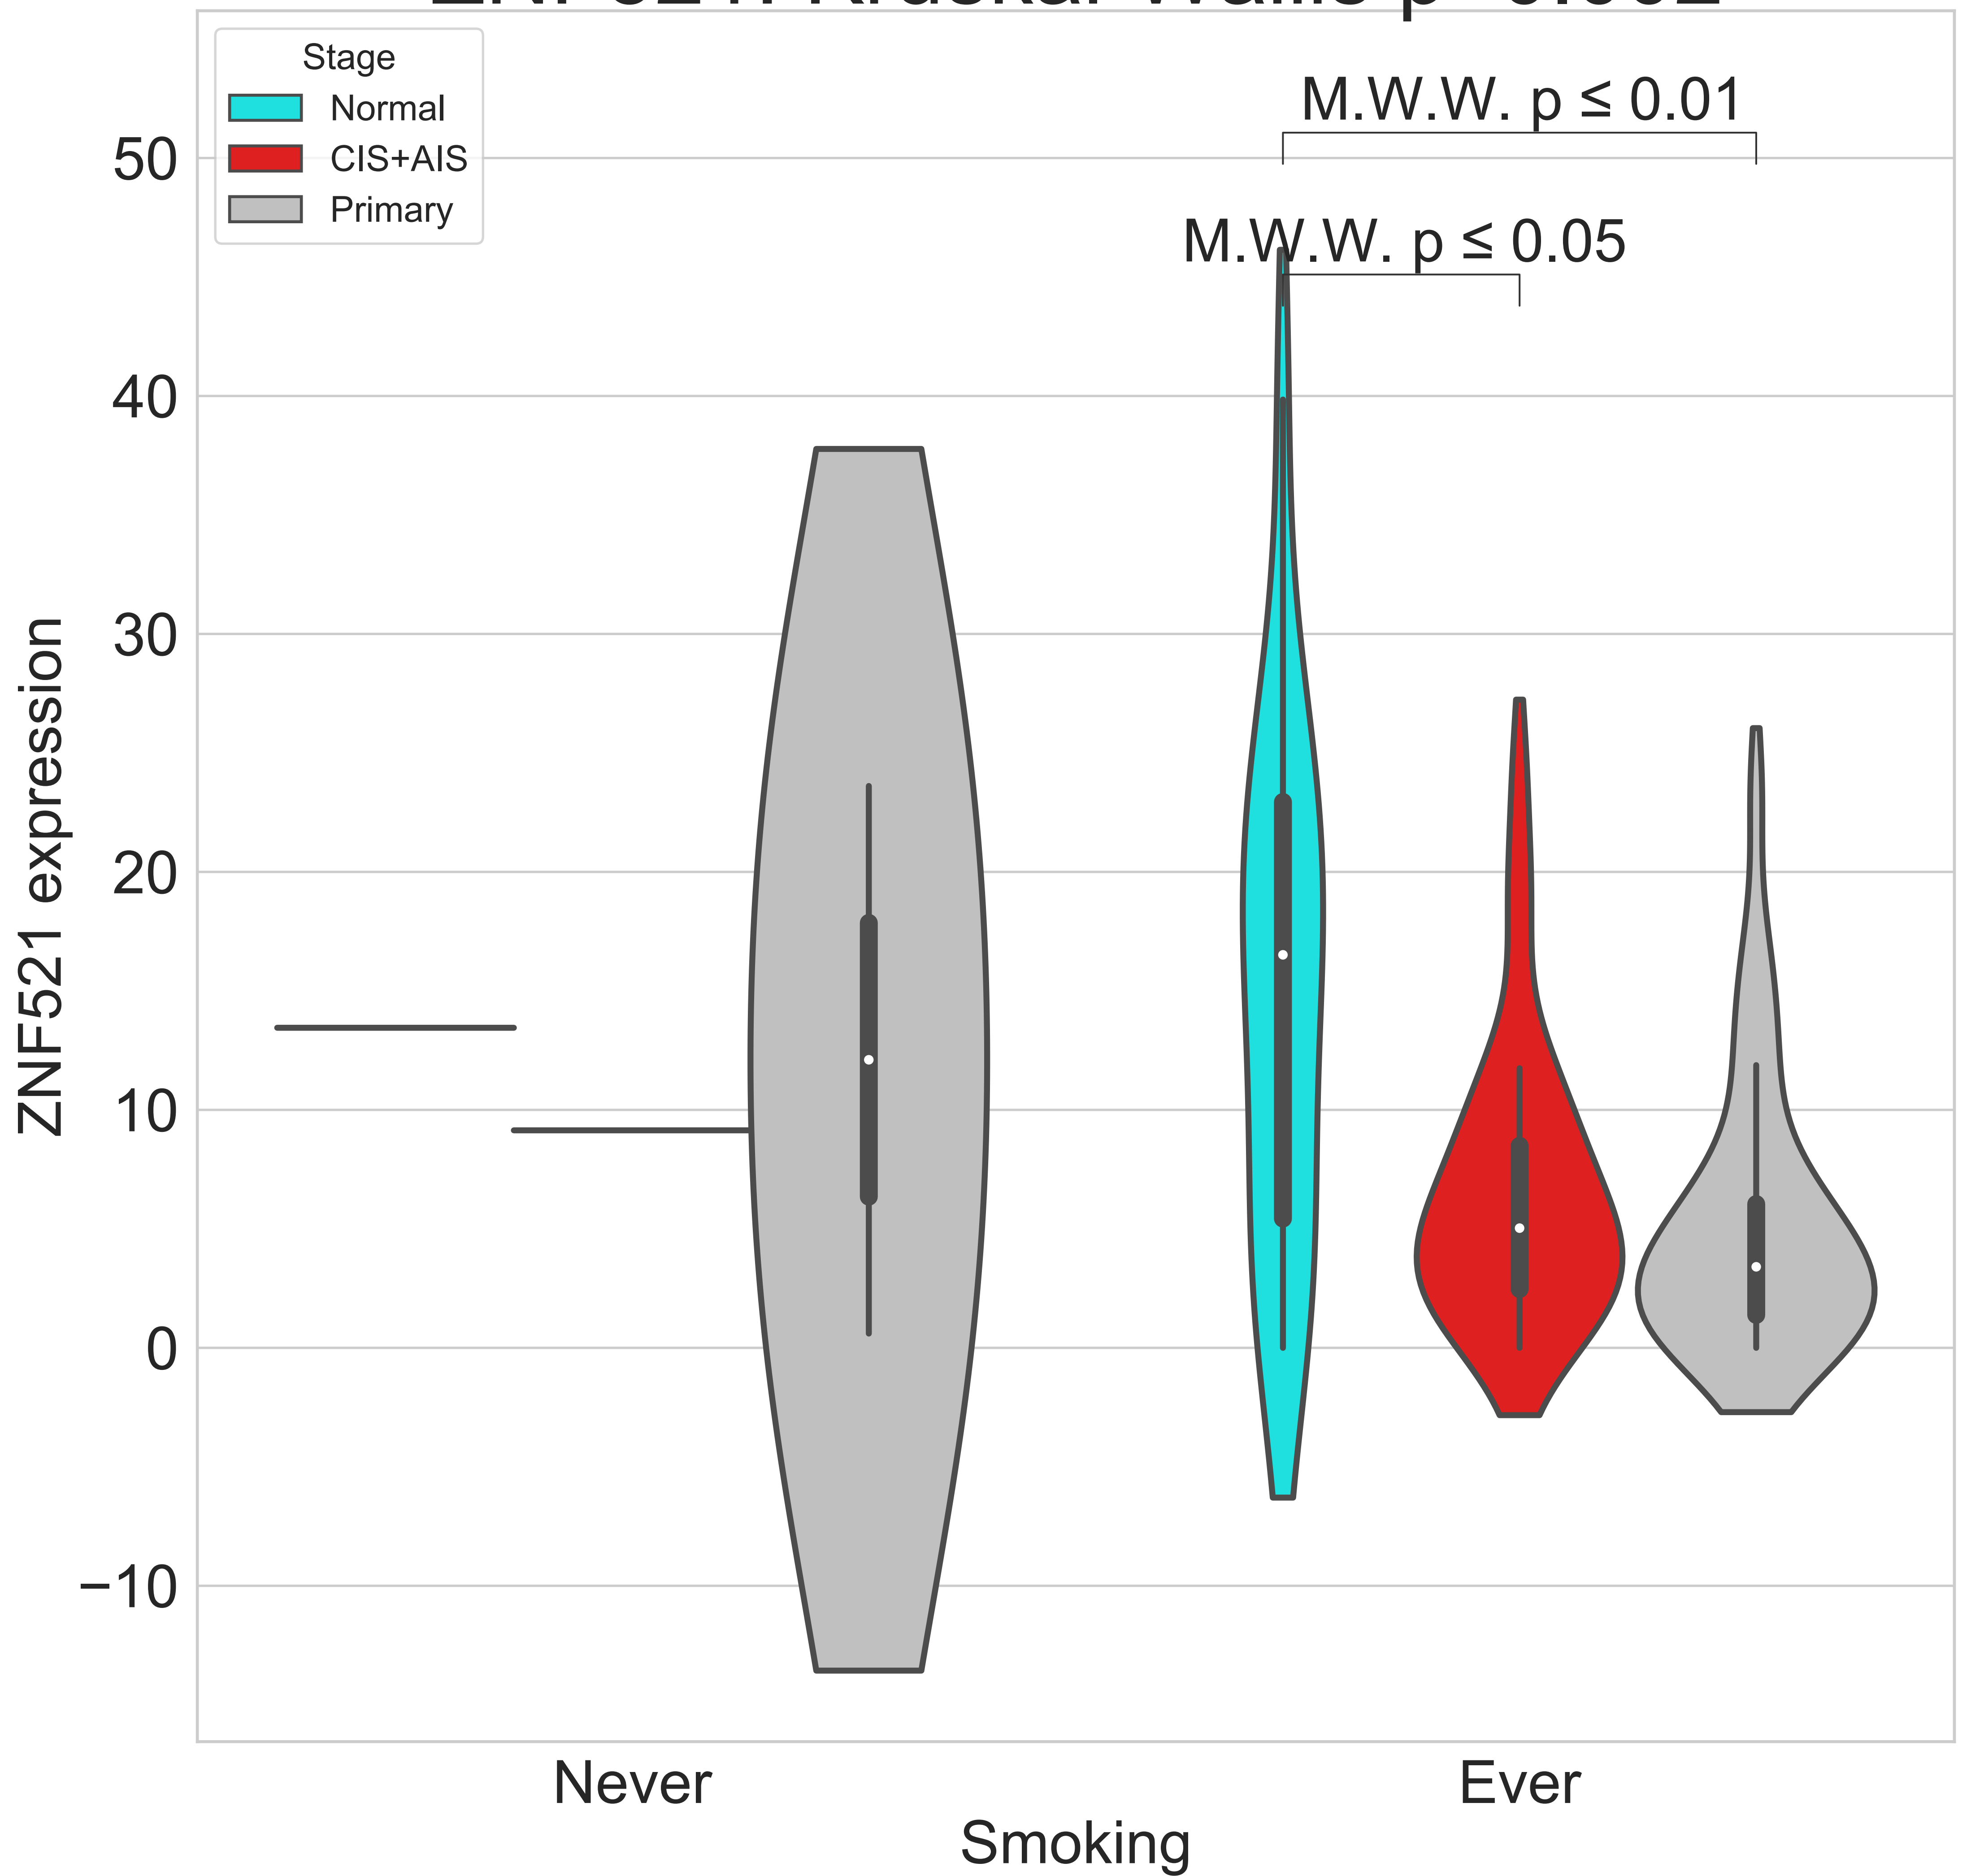 Stage
Normal
CIS+AIS
Primary
M.W.W. p ≤ 0.01
M.W.W. p ≤ 0.05
50
40
30
20
10
0
−10
ZNF521 expression
Never
Ever
Smoking